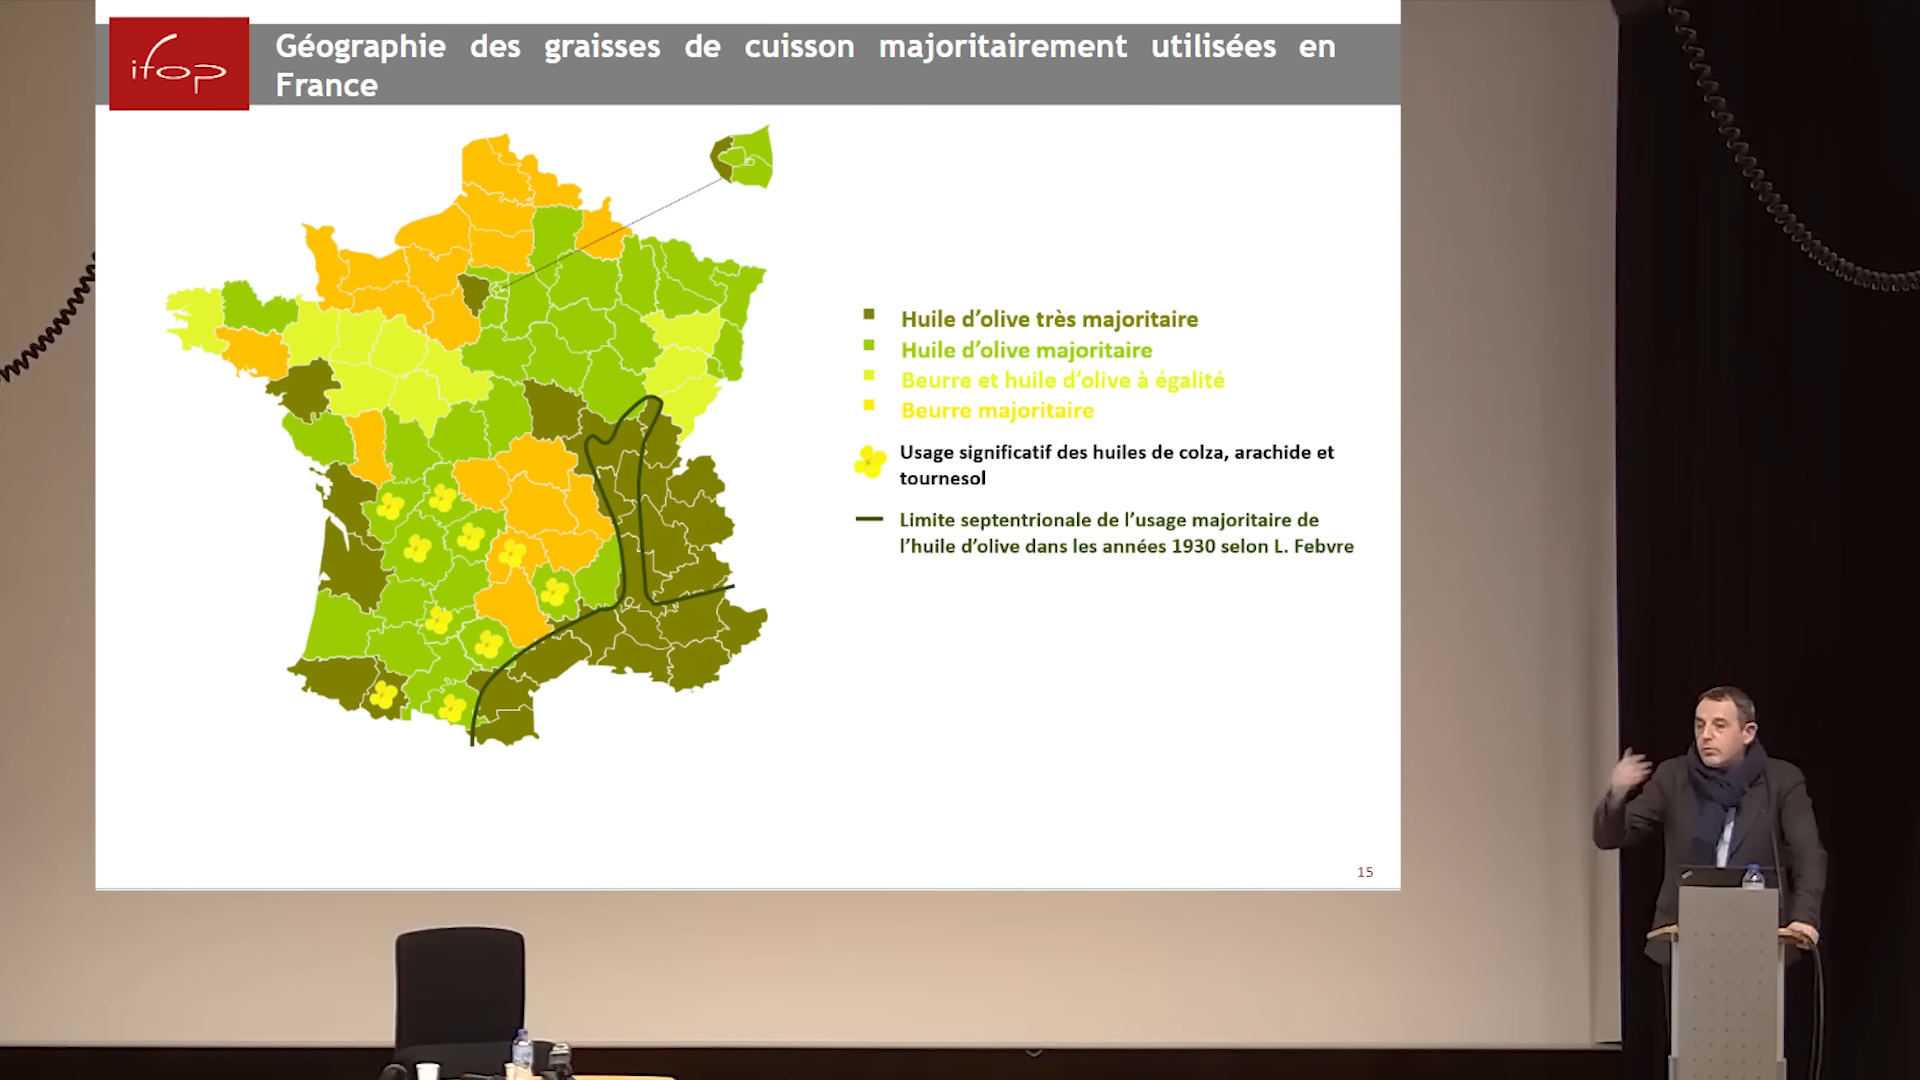 ifop
Géographie des graisses de cuisson majoritairement utilisées en
France
Huile d’olive très majoritaire
Huile d’olive majoritaire
Beurre et huile d’olive à égalité
Beurre majoritaire
Usage significatif des huiles de colza, arachide et
tournesol
Limite septentrionale de l’usage majoritaire de
l’huile d’olive dans les années 1930 selon L. Febvre
15